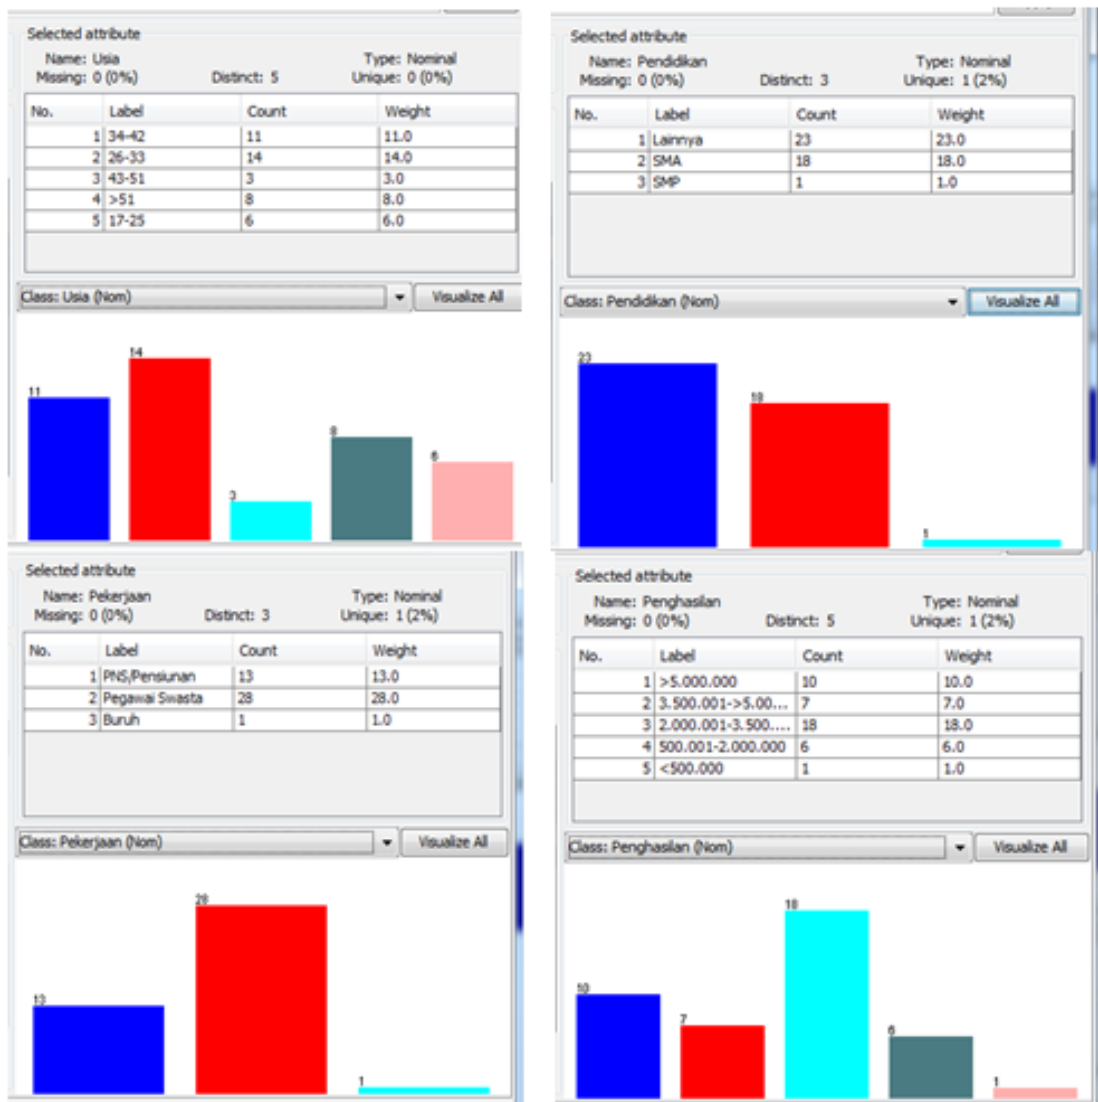 Selected attribute
Name: Usia Type: Nominal
Missing: 0 (0%) Distinct: 5 Unique: 0 (0%)
No. Label Count Weight
1 34-42 11 11.0
2 26-33 14 14.0
3 43-51 3 3.0
4 >51 8 8.0
5 17-25 6 6.0
Class: Usia (Nom) Visualize All
11 14 3 8 6
Selected attribute
Name: Pendidikan Type: Nominal
Missing: 0 (0%) Distinct: 3 Unique: 1 (2%)
No. Label Count Weight
1 Lainnya 23 23.0
2 SMA 18 18.0
3 SMP 1 1.0
Class: Pendidikan (Nom) Visualize All
23 18 1
Selected attribute
Name: Pekerjaan Type: Nominal
Missing: 0 (0%) Distinct: 3 Unique: 1 (2%)
No. Label Count Weight
1 PNS/Pensiunan 13 13.0
2 Pegawai Swasta 28 28.0
3 Buruh 1 1.0
Class: Pekerjaan (Nom) Visualize All
13 28 1
Selected attribute
Name: Penghasilan Type: Nominal
Missing: 0 (0%) Distinct: 5 Unique: 1 (2%)
No. Label Count Weight
1 >5.000.000 10 10.0
2 3.500.001->5.00... 7 7.0
3 2.000.001-3.500.... 18 18.0
4 500.001-2.000.000 6 6.0
5 <500.000 1 1.0
Class: Penghasilan (Nom) Visualize All
10 7 18 6 1